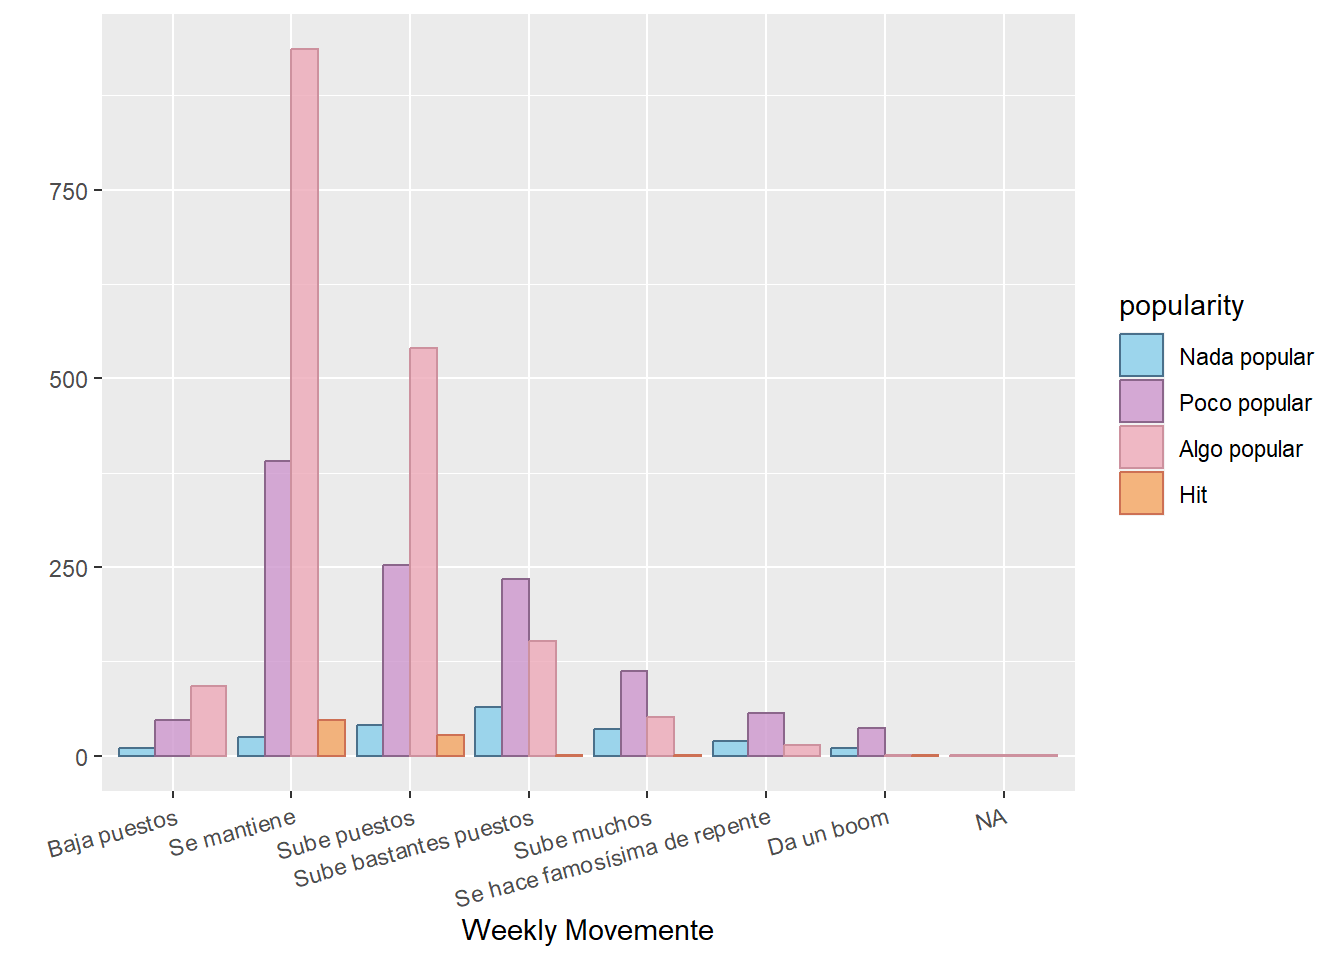 750
500
250
0
Baja puestos
Se mantiene
Sube puestos
Sube bastantes puestos
Sube muchos
Se hace famosísima de repente
Da un boom
NA
Weekly Movemente
popularity
Nada popular
Poco popular
Algo popular
Hit